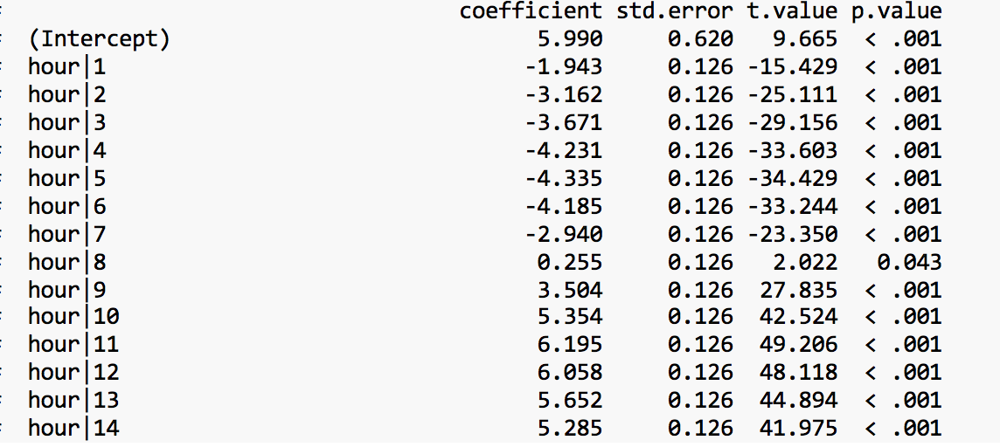 coefficient std.error t.value p.value
(Intercept) 5.990 0.620 9.665 < .001
hour|1 -1.943 0.126 -15.429 < .001
hour|2 -3.162 0.126 -25.111 < .001
hour|3 -3.671 0.126 -29.156 < .001
hour|4 -4.231 0.126 -33.603 < .001
hour|5 -4.335 0.126 -34.429 < .001
hour|6 -4.185 0.126 -33.244 < .001
hour|7 -2.940 0.126 -23.350 < .001
hour|8 0.255 0.126 2.022 0.043
hour|9 3.504 0.126 27.835 < .001
hour|10 5.354 0.126 42.524 < .001
hour|11 6.195 0.126 49.206 < .001
hour|12 6.058 0.126 48.118 < .001
hour|13 5.652 0.126 44.894 < .001
hour|14 5.285 0.126 41.975 < .001